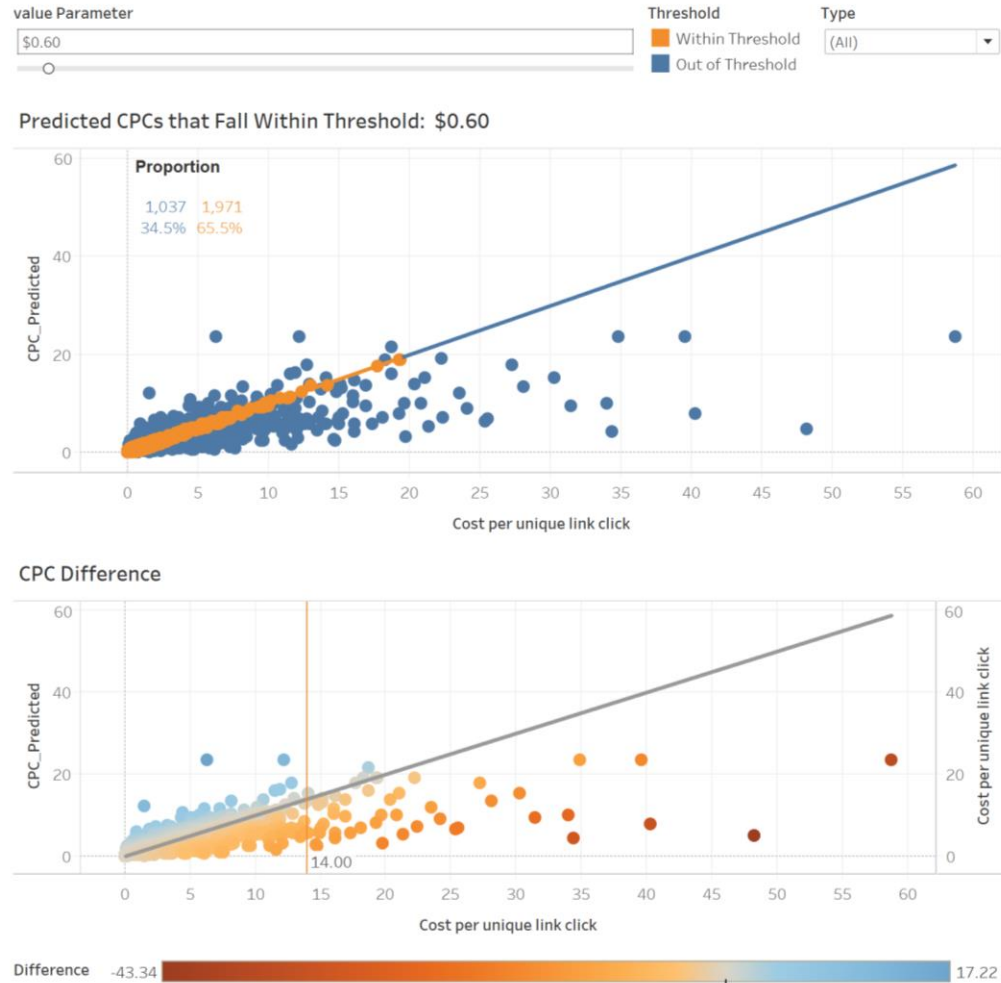 value Parameter
$0.60
Threshold
Within Threshold
Out of Threshold
Type
(All)
Predicted CPCs that Fall Within Threshold: $0.60
Proportion
1,037 1,971
34.5% 65.5%
60
40
20
0
CPC_Predicted
0 5 10 15 20 25 30 35 40 45 50 55 60
Cost per unique link click
CPC Difference
60
40
20
0
CPC_Predicted
14.00
60
40
20
0
Cost per unique link click
0 5 10 15 20 25 30 35 40 45 50 55 60
Cost per unique link click
Difference -43.34 17.22